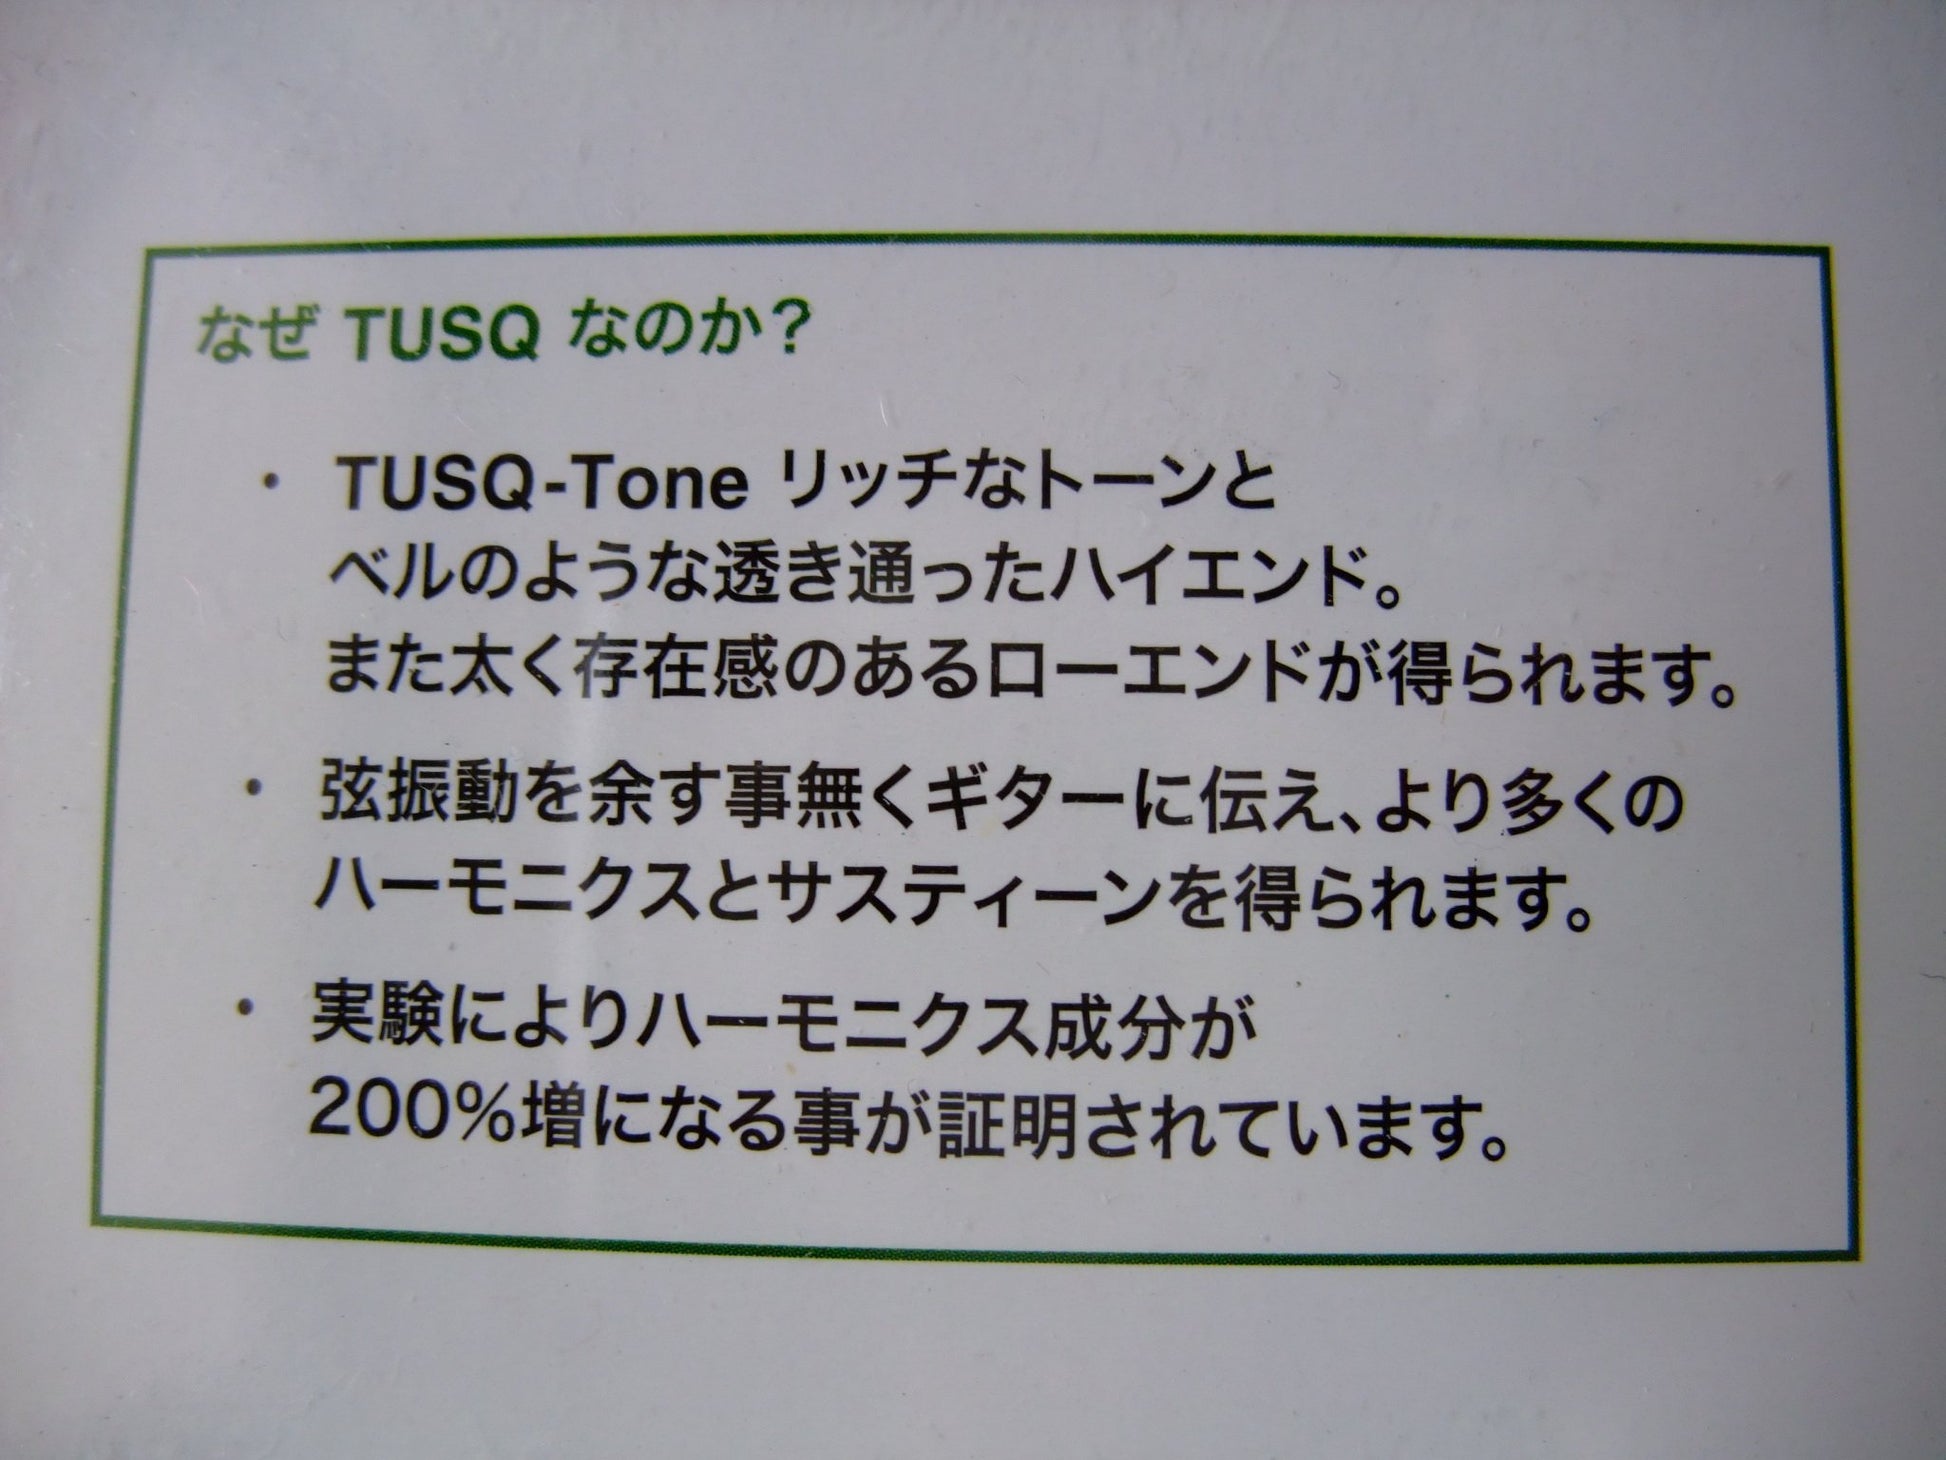 なぜ TUSQ なのか？
・ TUSQ-Tone リッチなトーンと
ベルのような透き通ったハイエンド。
また太く存在感のあるローエンドが得られます。
・ 弦振動を余す事無くギターに伝え、より多くの
ハーモニクスとサスティーンを得られます。
・ 実験によりハーモニクス成分が
200%増になる事が証明されています。